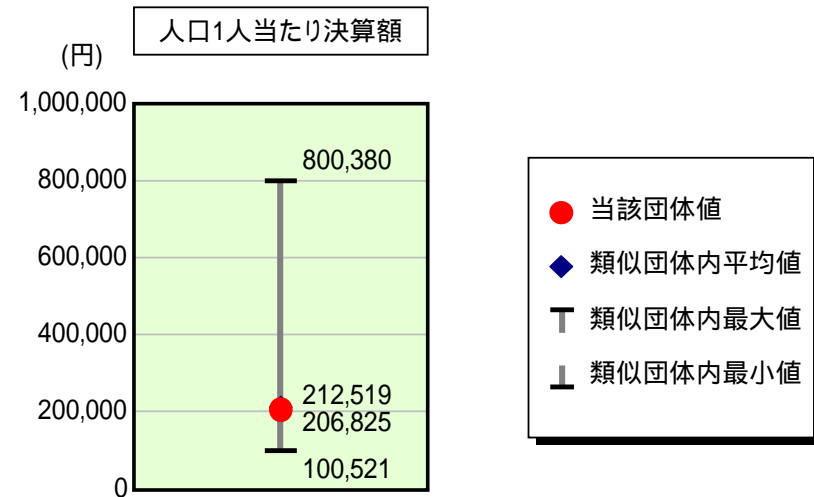 人口1人当たり決算額
(円)
1,000,000
800,000
600,000
400,000
200,000
0
800,380
212,519
206,825
100,521
当該団体値
類似団体内平均値
類似団体内最大値
類似団体内最小値